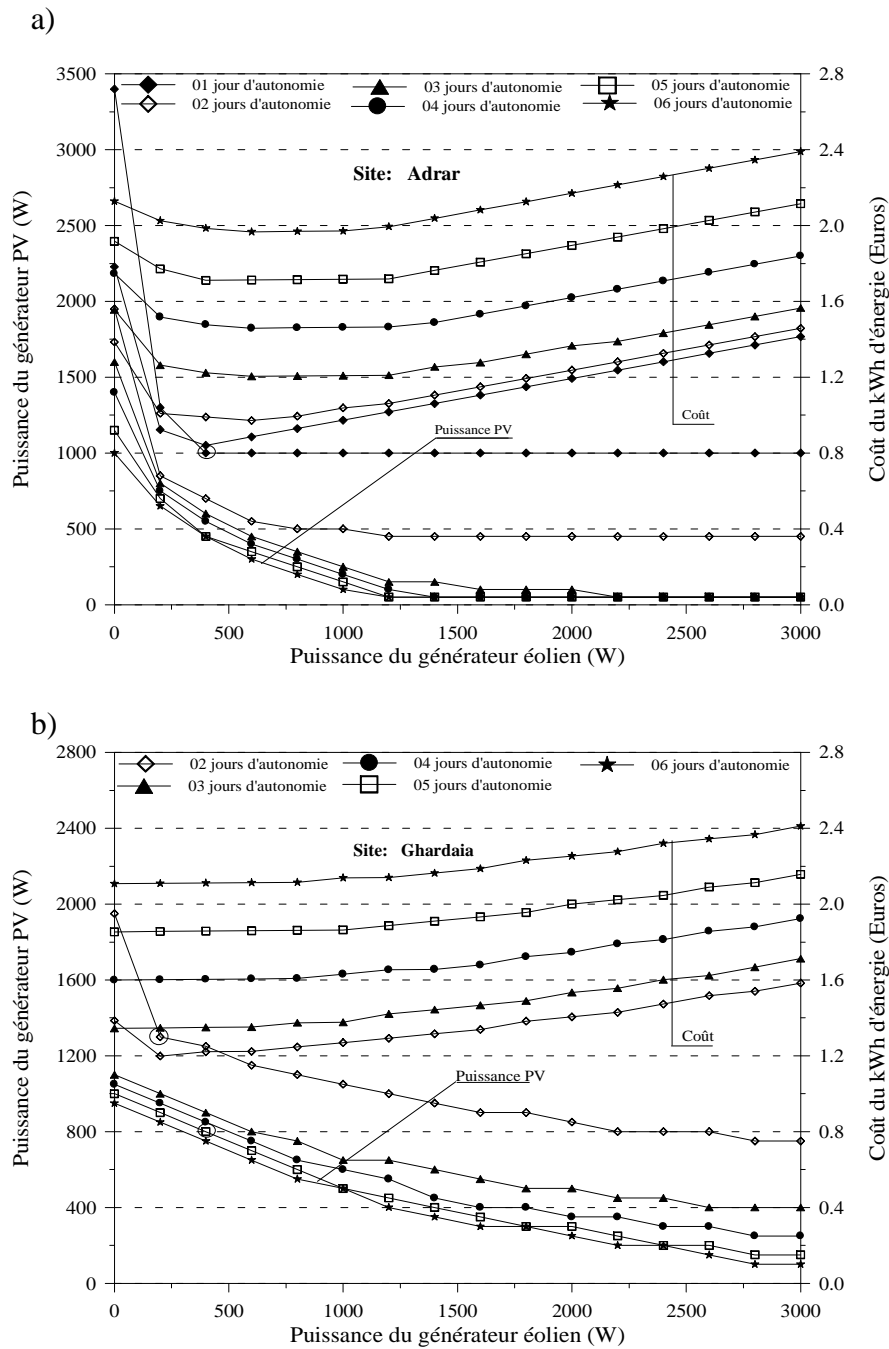 a)
01 jour d'autonomie
02 jours d'autonomie
03 jours d'autonomie
04 jours d'autonomie
05 jours d'autonomie
06 jours d'autonomie
Site: Adrar
Puissance du générateur PV (W)
3500
3000
2500
2000
1500
1000
500
0
Coût du kWh d'énergie (Euros)
2.8
2.4
2.0
1.6
1.2
0.8
0.4
0.0
Coût
Puissance PV
0 500 1000 1500 2000 2500 3000
Puissance du générateur éolien (W)
b)
02 jours d'autonomie
03 jours d'autonomie
04 jours d'autonomie
05 jours d'autonomie
06 jours d'autonomie
Site: Ghardaia
Puissance du générateur PV (W)
2800
2400
2000
1600
1200
800
400
0
Coût du kWh d'énergie (Euros)
2.8
2.4
2.0
1.6
1.2
0.8
0.4
0.0
Coût
Puissance PV
0 500 1000 1500 2000 2500 3000
Puissance du générateur éolien (W)